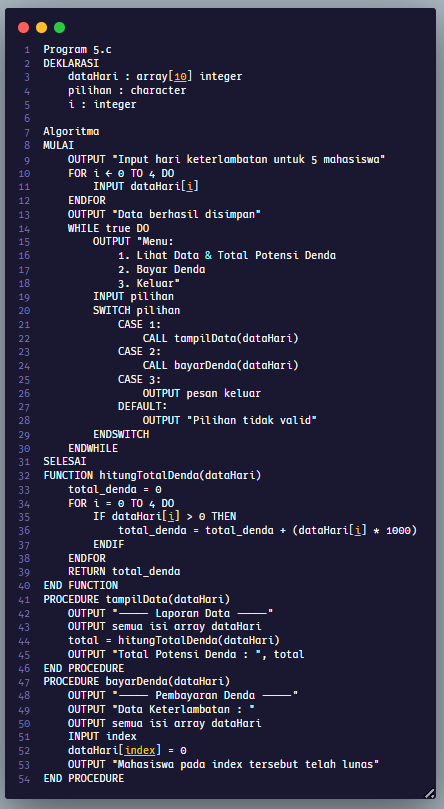 1 Program 5.c
2 DEKLARASI
3 dataHari : array[10] integer
4 pilihan : character
5 i : integer
6
7 Algoritma
8 MULAI
9 OUTPUT "Input hari keterlambatan untuk 5 mahasiswa"
10 FOR i ← 0 TO 4 DO
11 INPUT dataHari[i]
12 ENDFOR
13 OUTPUT "Data berhasil disimpan"
14 WHILE true DO
15 OUTPUT "Menu:
16 1. Lihat Data & Total Potensi Denda
17 2. Bayar Denda
18 3. Keluar"
19 INPUT pilihan
20 SWITCH pilihan
21 CASE 1:
22 CALL tampilData(dataHari)
23 CASE 2:
24 CALL bayarDenda(dataHari)
25 CASE 3:
26 OUTPUT pesan keluar
27 DEFAULT:
28 OUTPUT "Pilihan tidak valid"
29 ENDSWITCH
30 ENDWHILE
31 SELESAI
32 FUNCTION hitungTotalDenda(dataHari)
33 total_denda = 0
34 FOR i = 0 TO 4 DO
35 IF dataHari[i] > 0 THEN
36 total_denda = total_denda + (dataHari[i] * 1000)
37 ENDIF
38 ENDFOR
39 RETURN total_denda
40 END FUNCTION
41 PROCEDURE tampilData(dataHari)
42 OUTPUT "----- Laporan Data -----"
43 OUTPUT semua isi array dataHari
44 total = hitungTotalDenda(dataHari)
45 OUTPUT "Total Potensi Denda : ", total
46 END PROCEDURE
47 PROCEDURE bayarDenda(dataHari)
48 OUTPUT "----- Pembayaran Denda -----"
49 OUTPUT "Data Keterlambatan : "
50 OUTPUT semua isi array dataHari
51 INPUT index
52 dataHari[index] = 0
53 OUTPUT "Mahasiswa pada index tersebut telah lunas"
54 END PROCEDURE